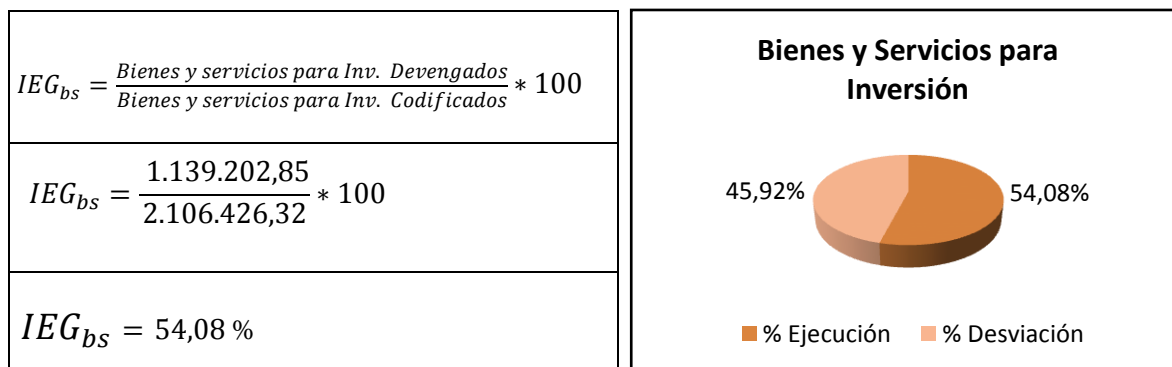 IEG_bs = Bienes y servicios para Inv. Devengados / Bienes y servicios para Inv. Codificados * 100
IEG_bs = 1.139.202,85 / 2.106.426,32 * 100
IEG_bs = 54,08 %
Bienes y Servicios para
Inversión
45,92%
54,08%
% Ejecución
% Desviación